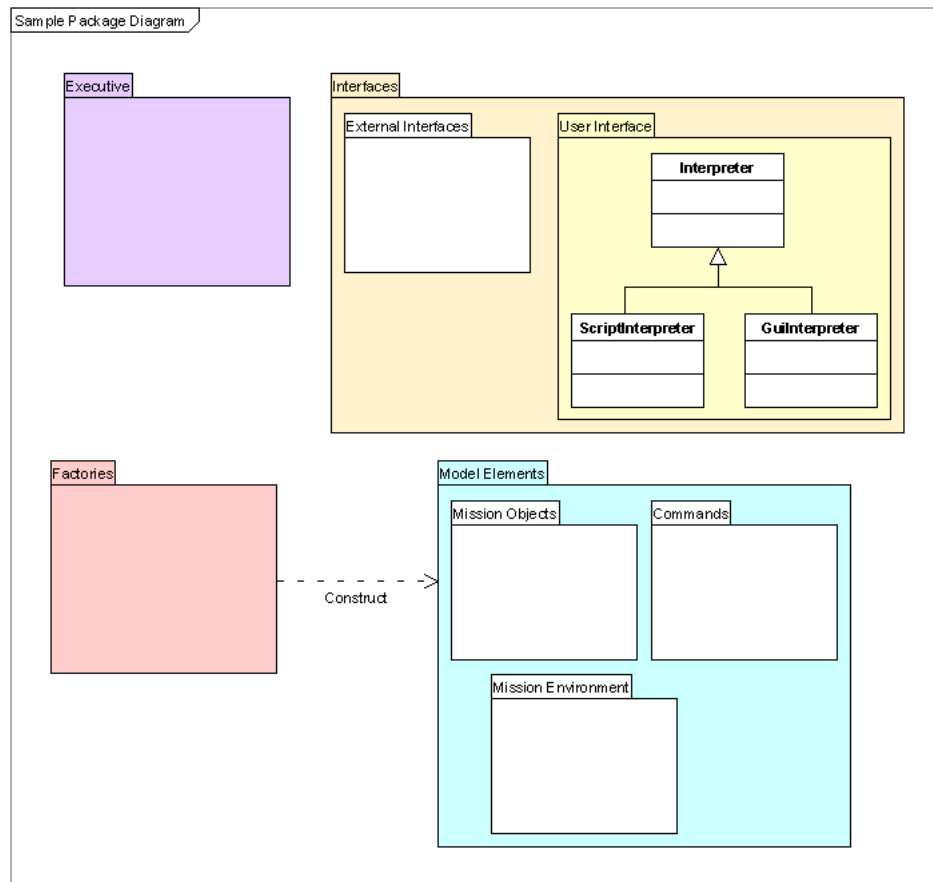 Sample Package Diagram
Executive
Interfaces
External Interfaces
User Interface
Interpreter
ScriptInterpreter
GuiInterpreter
Factories
Model Elements
Mission Objects
Commands
Construct
Mission Environment